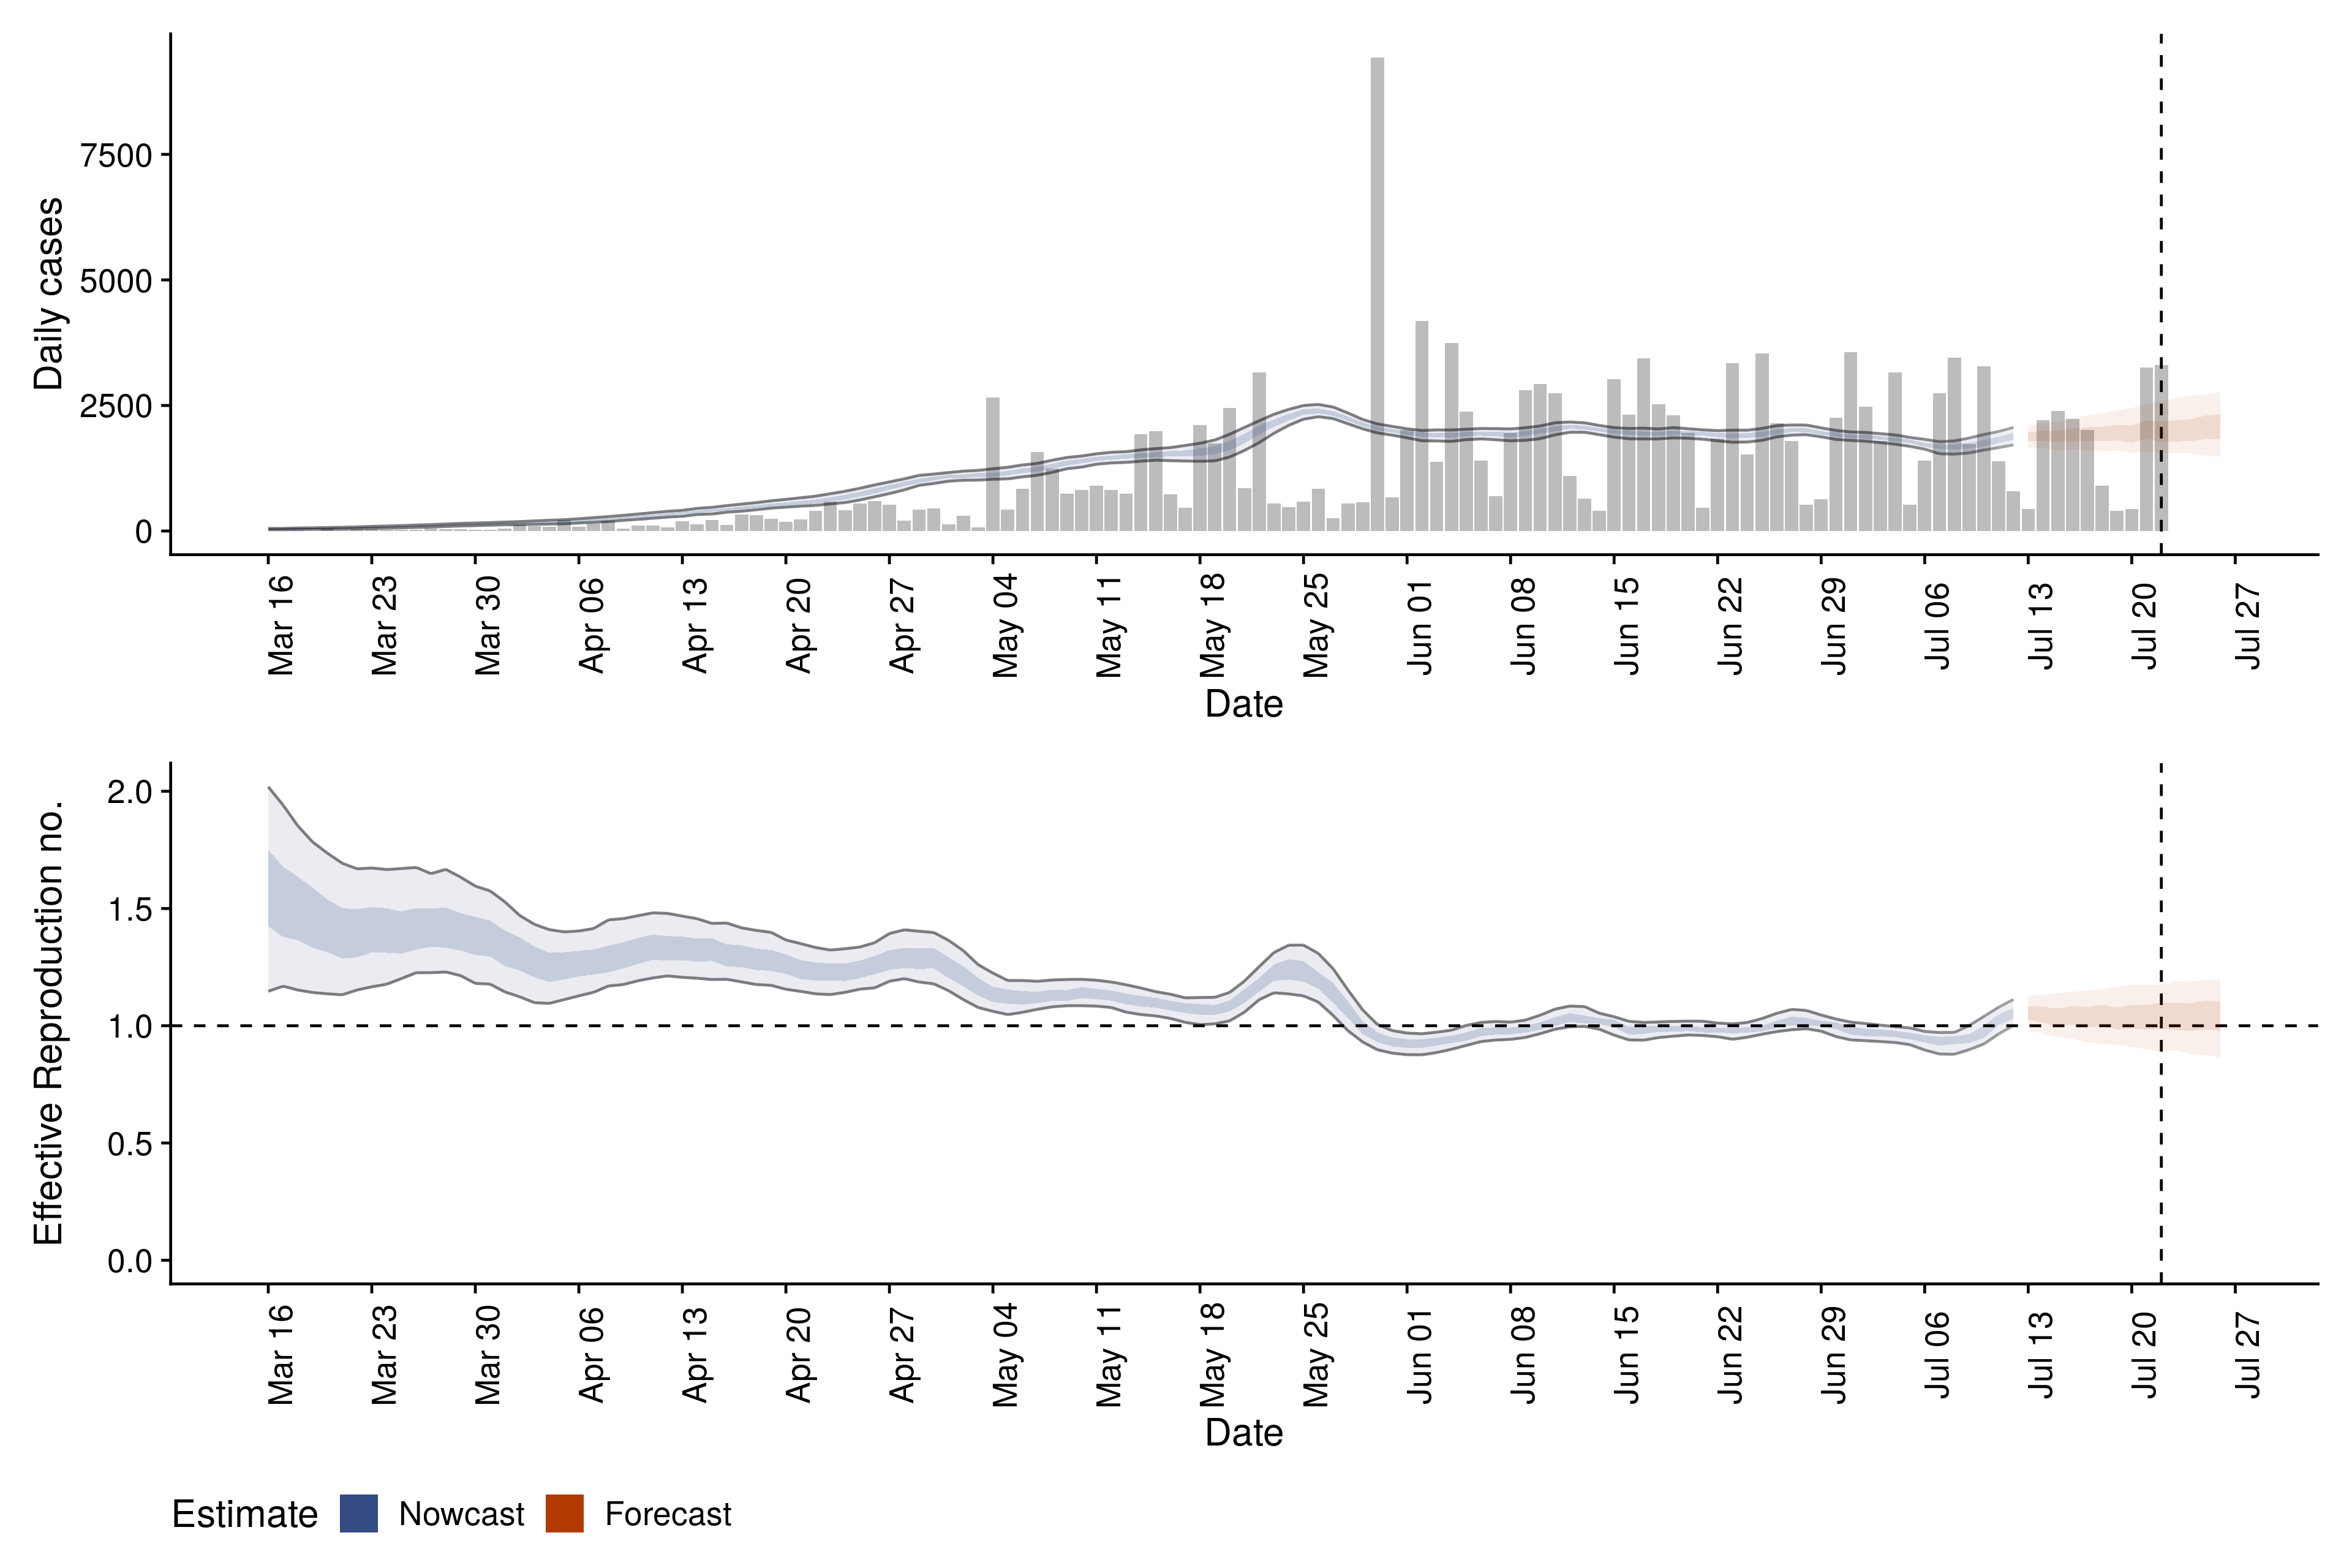 Daily cases
7500
5000
2500
0
Mar 16 Mar 23 Mar 30 Apr 06 Apr 13 Apr 20 Apr 27 May 04 May 11 May 18 May 25 Jun 01 Jun 08 Jun 15 Jun 22 Jun 29 Jul 06 Jul 13 Jul 20 Jul 27
Date
Effective Reproduction no.
2.0
1.5
1.0
0.5
0.0
Mar 16 Mar 23 Mar 30 Apr 06 Apr 13 Apr 20 Apr 27 May 04 May 11 May 18 May 25 Jun 01 Jun 08 Jun 15 Jun 22 Jun 29 Jul 06 Jul 13 Jul 20 Jul 27
Date
Estimate Nowcast Forecast